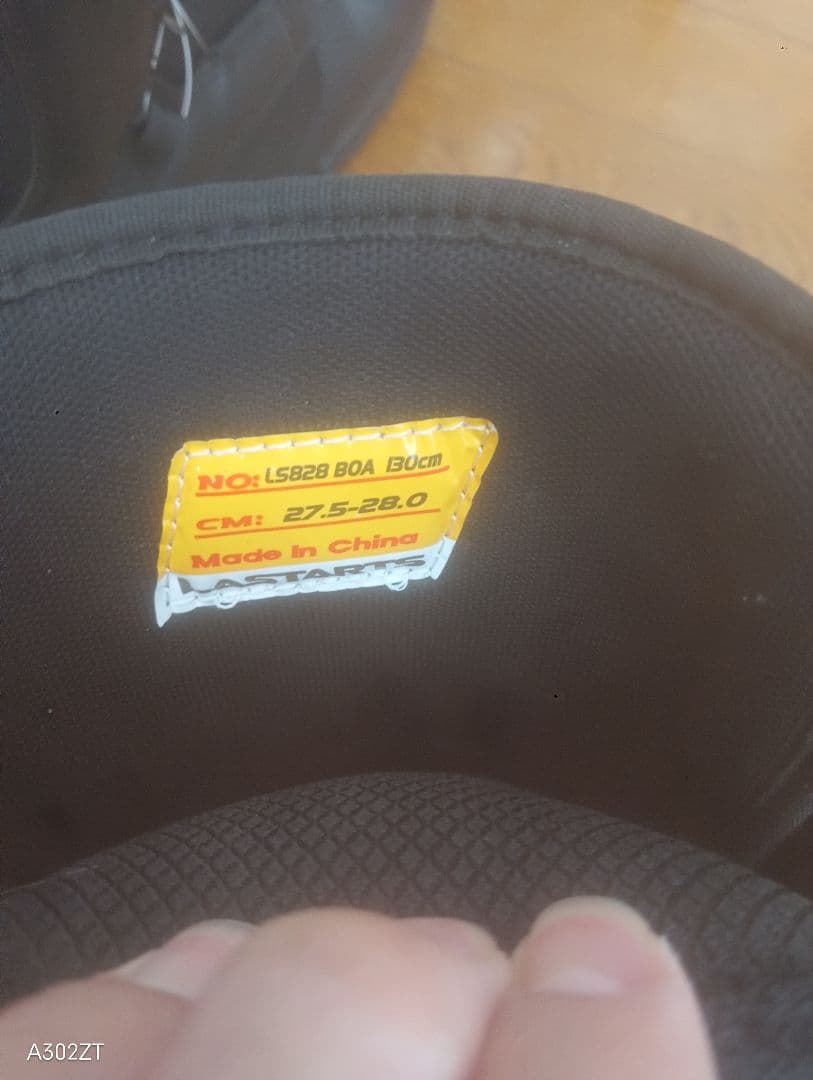 NO: LS828 BOA 130cm
CM: 27.5-28.0
Made In China
LASTARTS
A302ZT